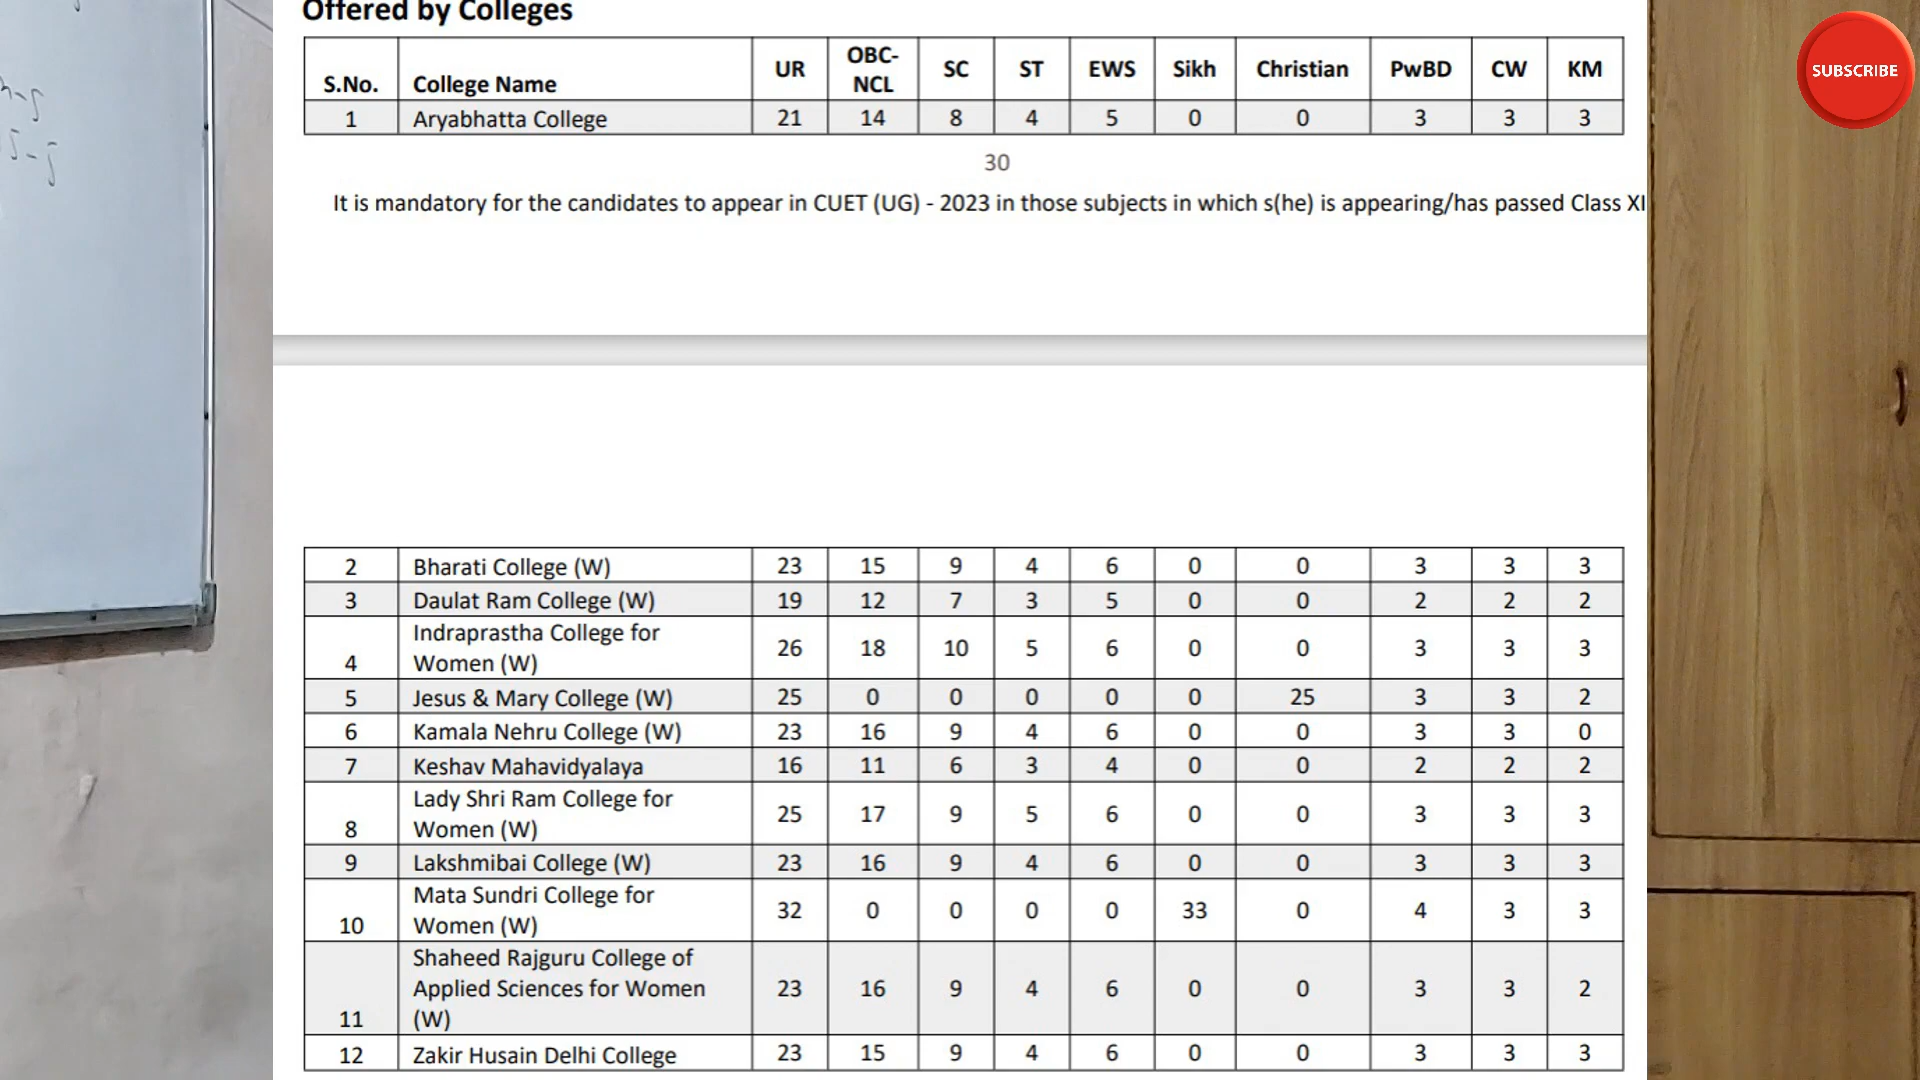 Offered by Colleges
S.No. College Name UR OBC-NCL SC ST EWS Sikh Christian PwBD CW KM
1 Aryabhatta College 21 14 8 4 5 0 0 3 3 3
30
It is mandatory for the candidates to appear in CUET (UG) - 2023 in those subjects in which s(he) is appearing/has passed Class XI
2 Bharati College (W) 23 15 9 4 6 0 0 3 3 3
3 Daulat Ram College (W) 19 12 7 3 5 0 0 2 2 2
4 Indraprastha College for Women (W) 26 18 10 5 6 0 0 3 3 3
5 Jesus & Mary College (W) 25 0 0 0 0 0 25 3 3 2
6 Kamala Nehru College (W) 23 16 9 4 6 0 0 3 3 0
7 Keshav Mahavidyalaya 16 11 6 3 4 0 0 2 2 2
8 Lady Shri Ram College for Women (W) 25 17 9 5 6 0 0 3 3 3
9 Lakshmibai College (W) 23 16 9 4 6 0 0 3 3 3
10 Mata Sundri College for Women (W) 32 0 0 0 0 33 0 4 3 3
11 Shaheed Rajguru College of Applied Sciences for Women (W) 23 16 9 4 6 0 0 3 3 2
12 Zakir Husain Delhi College 23 15 9 4 6 0 0 3 3 3
SUBSCRIBE